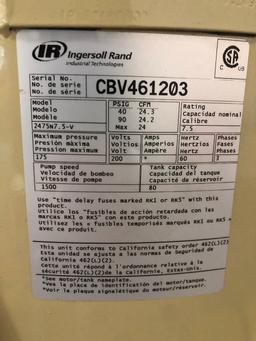 IR Ingersoll Rand
Industrial Technologies
C US
Serial No.
No. de serie
No. de série
CBV461203
Model
Modelo
Modèle
2475N7.5-V
PSIG CFM
40 24.3
90 24.2
Max 24
Rating
Capacidad nominal
Calibre
7.5
Maximum pressure
Presión máxima
Pression maximum
175
Volts
Voltios
Volt
200
Amps
Amperios
Ampère
*
Hertz
Hertzios
Hertz
60
Phases
Fases
Phases
3
Pump speed
Velocidad de bombeo
Vitesse de pompe
1500
Tank capacity
Capacidad del tanque
Capacité de réservoir
80
Use "time delay fuses marked RK1 or RK5" with this
product.
Utilice los "fusibles de acción retardada con las
marcas RK1 o RK5" con este producto.
Utilisez les « fusibles temporisés marqués RK1 ou RK5 »
avec ce produit.
This unit conforms to California safety order 462(L)(2)
Esta unidad se ajusta a las normas de Seguridad de
California 462(L)(2).
Cette unité répond à l'ordonnance relative à la
sécurité 462(L)(2)de la Californie, Etats-Unis.
*See motor/tank nameplate.
*Vea la placa de identificación del motor/tanque.
*Voir la plaque signalétique du moteur/réservoir.